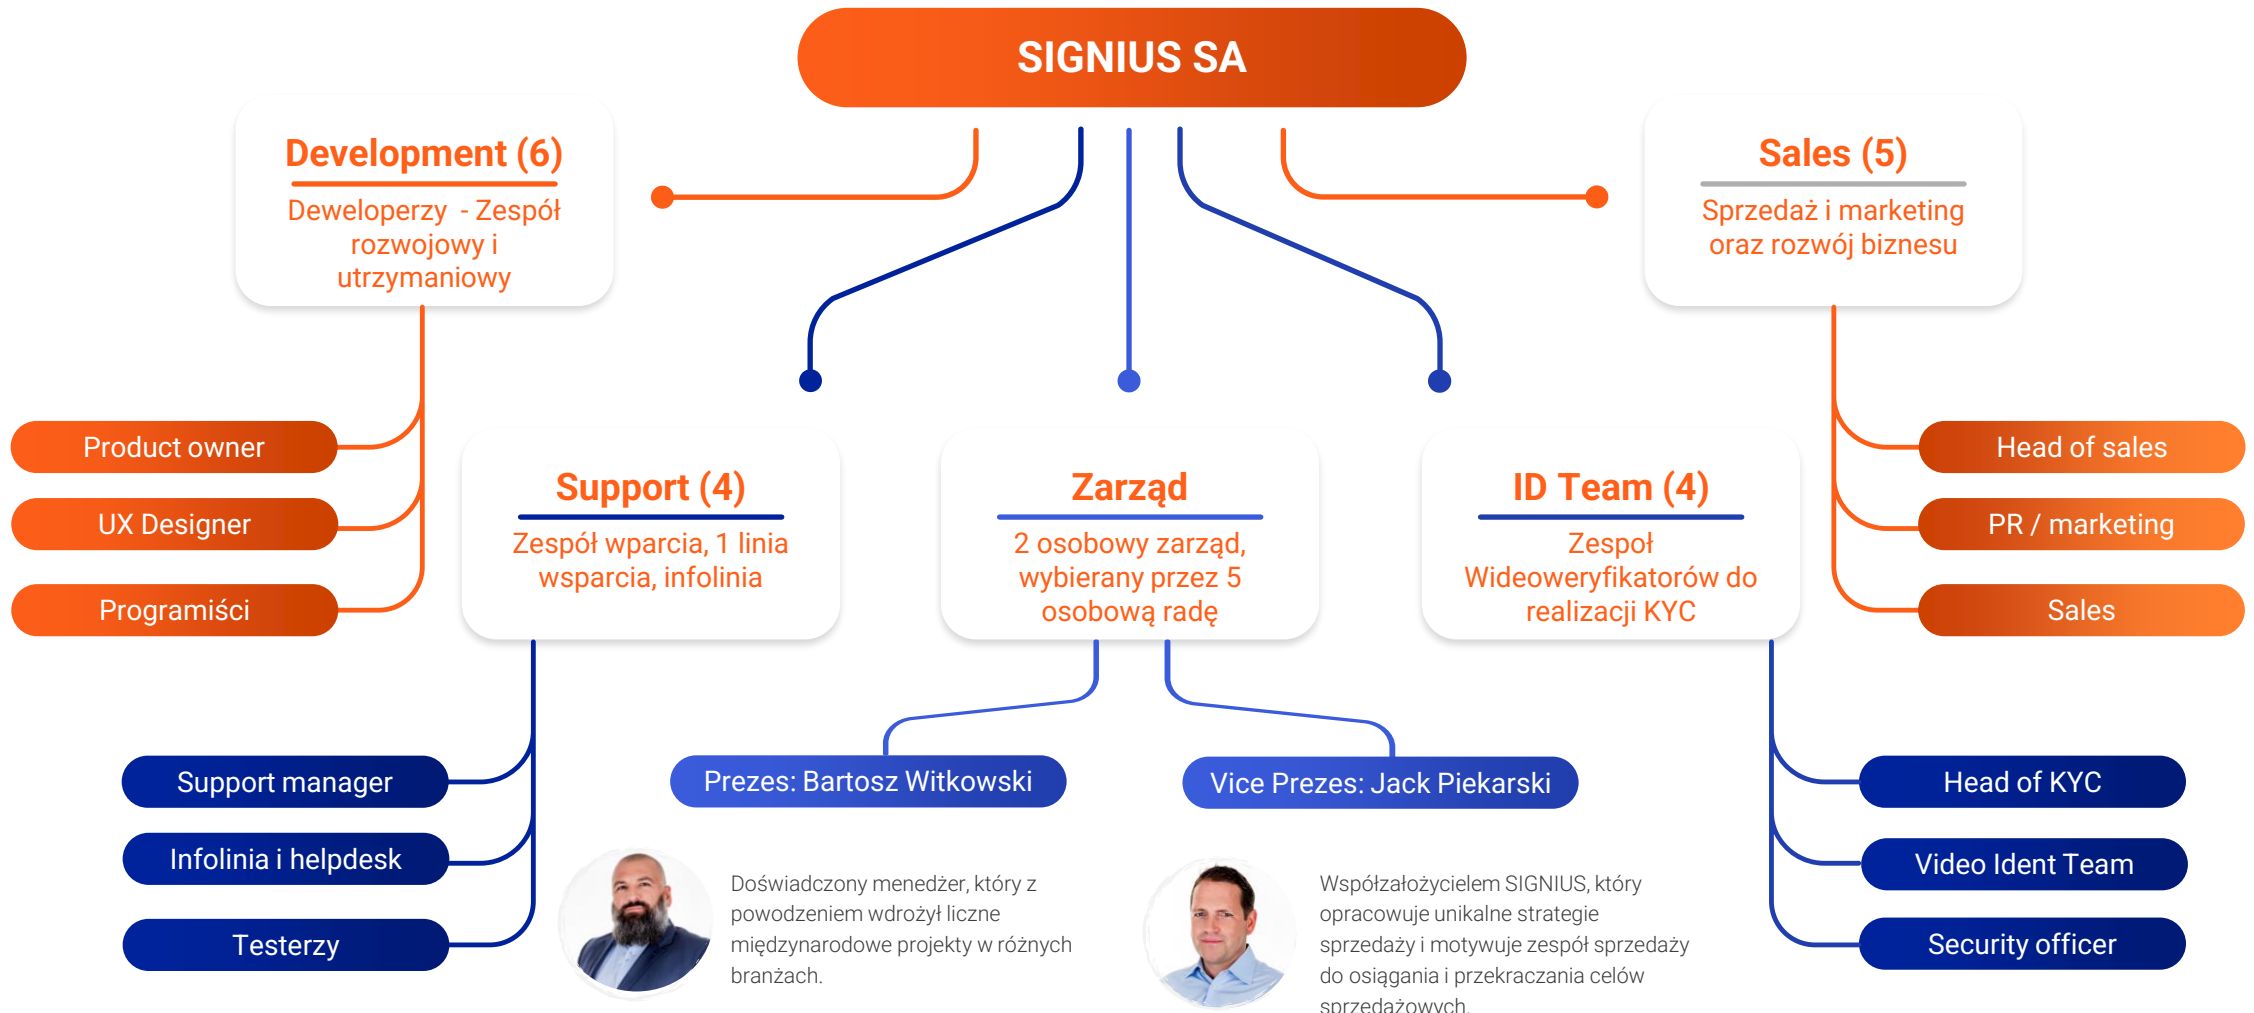 SIGNIUS SA
Development (6)
Deweloperzy - Zespół
rozwojowy i
utrzymaniowy
Sales (5)
Sprzedaż i marketing
oraz rozwój biznesu
Product owner
UX Designer
Programiści
Support (4)
Zespół wparcia, 1 linia
wsparcia, infolinia
Zarząd
2 osobowy zarząd,
wybierany przez 5
osobową radę
ID Team (4)
Zespoł
Wideoweryfikatorów do
realizacji KYC
Head of sales
PR / marketing
Sales
Support manager
Infolinia i helpdesk
Testerzy
Prezes: Bartosz Witkowski
Vice Prezes: Jack Piekarski
Doświadczony menedżer, który z
powodzeniem wdrożył liczne
międzynarodowe projekty w różnych
branżach.
Współzałożycielem SIGNIUS, który
opracowuje unikalne strategie
sprzedaży i motywuje zespół sprzedaży
do osiągania i przekraczania celów
sprzedażowych.
Head of KYC
Video Ident Team
Security officer